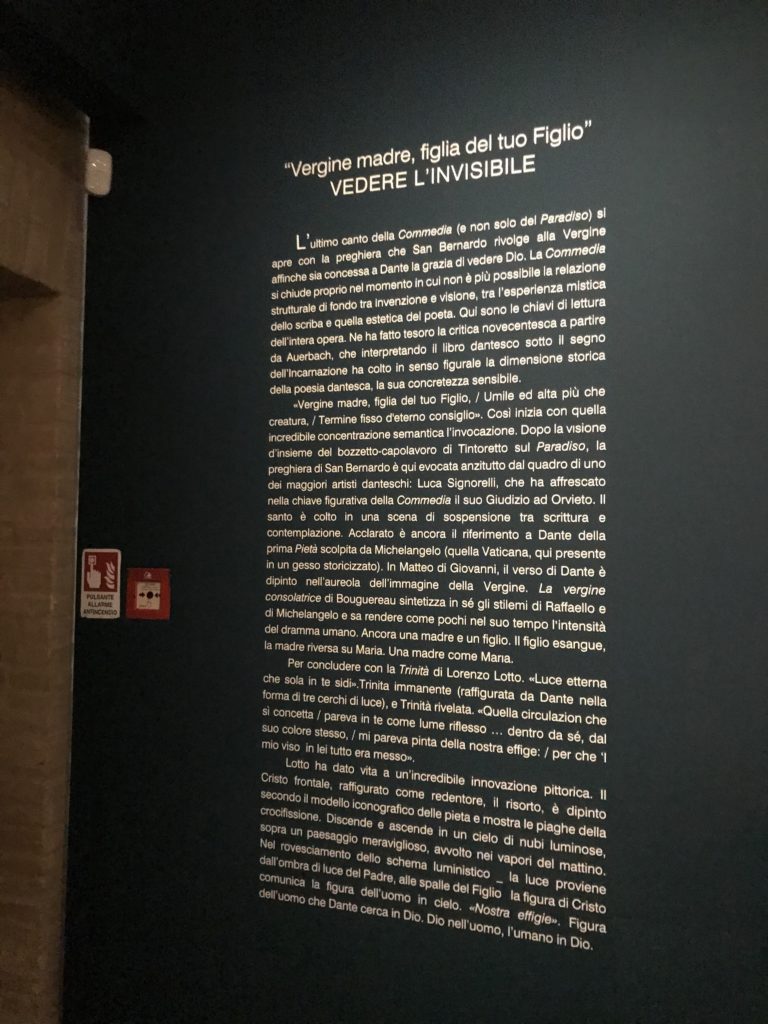 “Vergine madre, figlia del tuo Figlio”
VEDERE L’INVISIBILE
L’ultimo canto della Commedia (e non solo del Paradiso) si
apre con la preghiera che San Bernardo rivolge alla Vergine
affinche sia concessa a Dante la grazia di vedere Dio. La Commedia
si chiude proprio nel momento in cui non è più possibile la relazione
strutturale di fondo tra invenzione e visione, tra l’esperienza mistica
dello scriba e quella estetica del poeta. Qui sono le chiavi di lettura
dell’intera opera. Ne ha fatto tesoro la critica novecentesca a partire
da Auerbach, che interpretando il libro dantesco sotto il segno
dell’Incarnazione ha colto in senso figurale la dimensione storica
della poesia dantesca, la sua concretezza sensibile.
«Vergine madre, figlia del tuo Figlio, / Umile ed alta più che
creatura, / Termine fisso d’eterno consiglio». Così inizia con quella
incredibile concentrazione semantica l’invocazione. Dopo la visione
d’insieme del bozzetto-capolavoro di Tintoretto sul Paradiso, la
preghiera di San Bernardo è qui evocata anzitutto dal quadro di uno
dei maggiori artisti danteschi: Luca Signorelli, che ha affrescato
nella chiave figurativa della Commedia il suo Giudizio ad Orvieto. Il
santo è colto in una scena di sospensione tra scrittura e
contemplazione. Acclarato è ancora il riferimento a Dante della
prima Pietà scolpita da Michelangelo (quella Vaticana, qui presente
in un gesso storicizzato). In Matteo di Giovanni, il verso di Dante è
dipinto nell’aureola dell’immagine della Vergine. La vergine
consolatrice di Bouguereau sintetizza in sé gli stilemi di Raffaello e
di Michelangelo e sa rendere come pochi nel suo tempo l’intensità
del dramma umano. Ancora una madre e un figlio. Il figlio esangue,
la madre riversa su Maria. Una madre come Maria.
Per concludere con la Trinità di Lorenzo Lotto. «Luce etterna
che sola in te sidi».Trinita immanente (raffigurata da Dante nella
forma di tre cerchi di luce), e Trinità rivelata. «Quella circulazion che
sì concetta / pareva in te come lume riflesso … dentro da sé, dal
suo colore stesso, / mi pareva pinta della nostra effige: / per che ’l
mio viso in lei tutto era messo».
Lotto ha dato vita a un’incredibile innovazione pittorica. Il
Cristo frontale, raffigurato come redentore, il risorto, è dipinto
secondo il modello iconografico delle pieta e mostra le piaghe della
crocifissione. Discende e ascende in un cielo di nubi luminose,
sopra un paesaggio meraviglioso, avvolto nei vapori del mattino.
Nel rovesciamento dello schema luministico _ la luce proviene
dall’ombra di luce del Padre, alle spalle del Figlio la figura di Cristo
comunica la figura dell’uomo in cielo. «Nostra effigie». Figura
dell’uomo che Dante cerca in Dio. Dio nell’uomo, l’umano in Dio.
PULSANTE
ALLARME
ANTINCENDIO